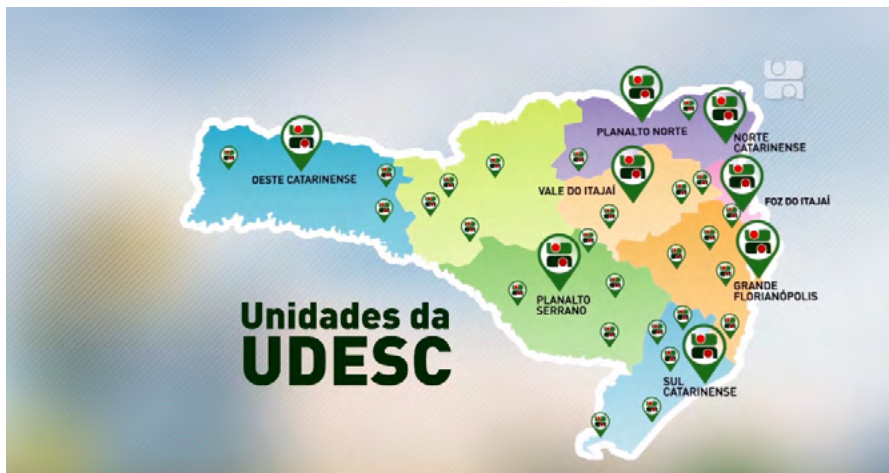 PLANALTO NORTE
NORTE
CATARINENSE
OESTE CATARINENSE
VALE DO ITAJAÍ
FOZ DO ITAJAÍ
GRANDE
FLORIANÓPOLIS
PLANALTO
SERRANO
Unidades da
UDESC
SUL
CATARINENSE